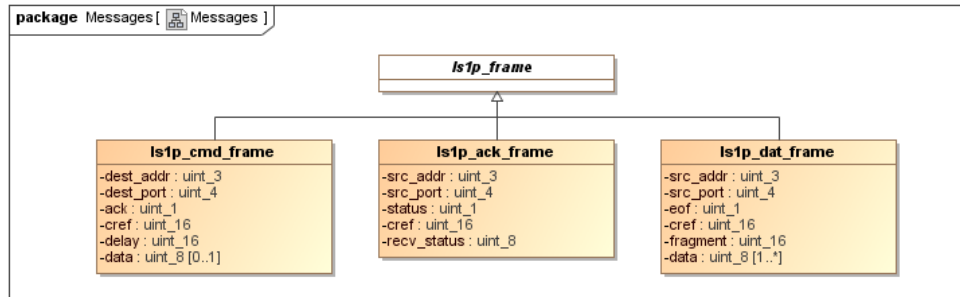 package Messages [ Messages ]
ls1p_frame
ls1p_cmd_frame
-dest_addr : uint_3
-dest_port : uint_4
-ack : uint_1
-cref : uint_16
-delay : uint_16
-data : uint_8 [0..1]
ls1p_ack_frame
-src_addr : uint_3
-src_port : uint_4
-status : uint_1
-cref : uint_16
-recv_status : uint_8
ls1p_dat_frame
-src_addr : uint_3
-src_port : uint_4
-eof : uint_1
-cref : uint_16
-fragment : uint_16
-data : uint_8 [1..*]